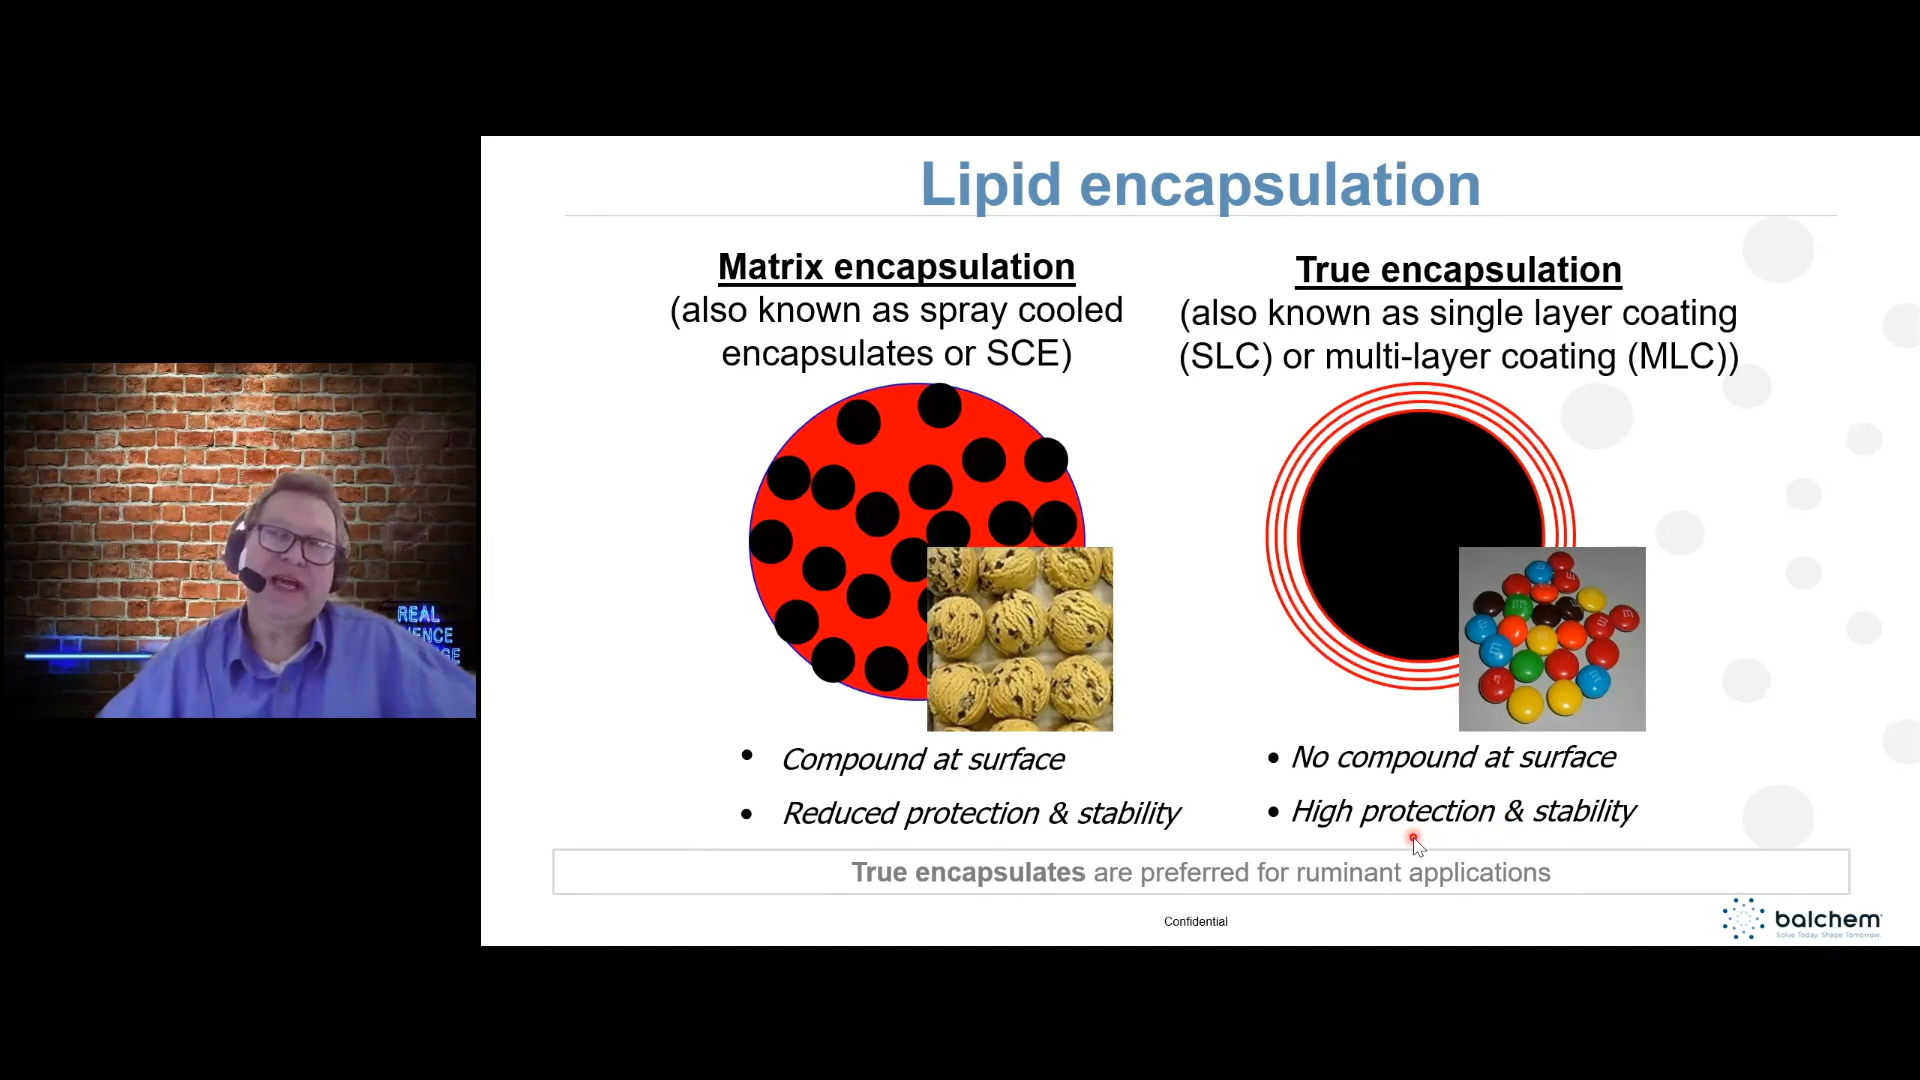 Lipid encapsulation
Matrix encapsulation
(also known as spray cooled
encapsulates or SCE)
True encapsulation
(also known as single layer coating
(SLC) or multi-layer coating (MLC))
• Compound at surface
• Reduced protection & stability
• No compound at surface
• High protection & stability
True encapsulates are preferred for ruminant applications
Confidential
balchem
Solve Today. Shape Tomorrow.
REAL